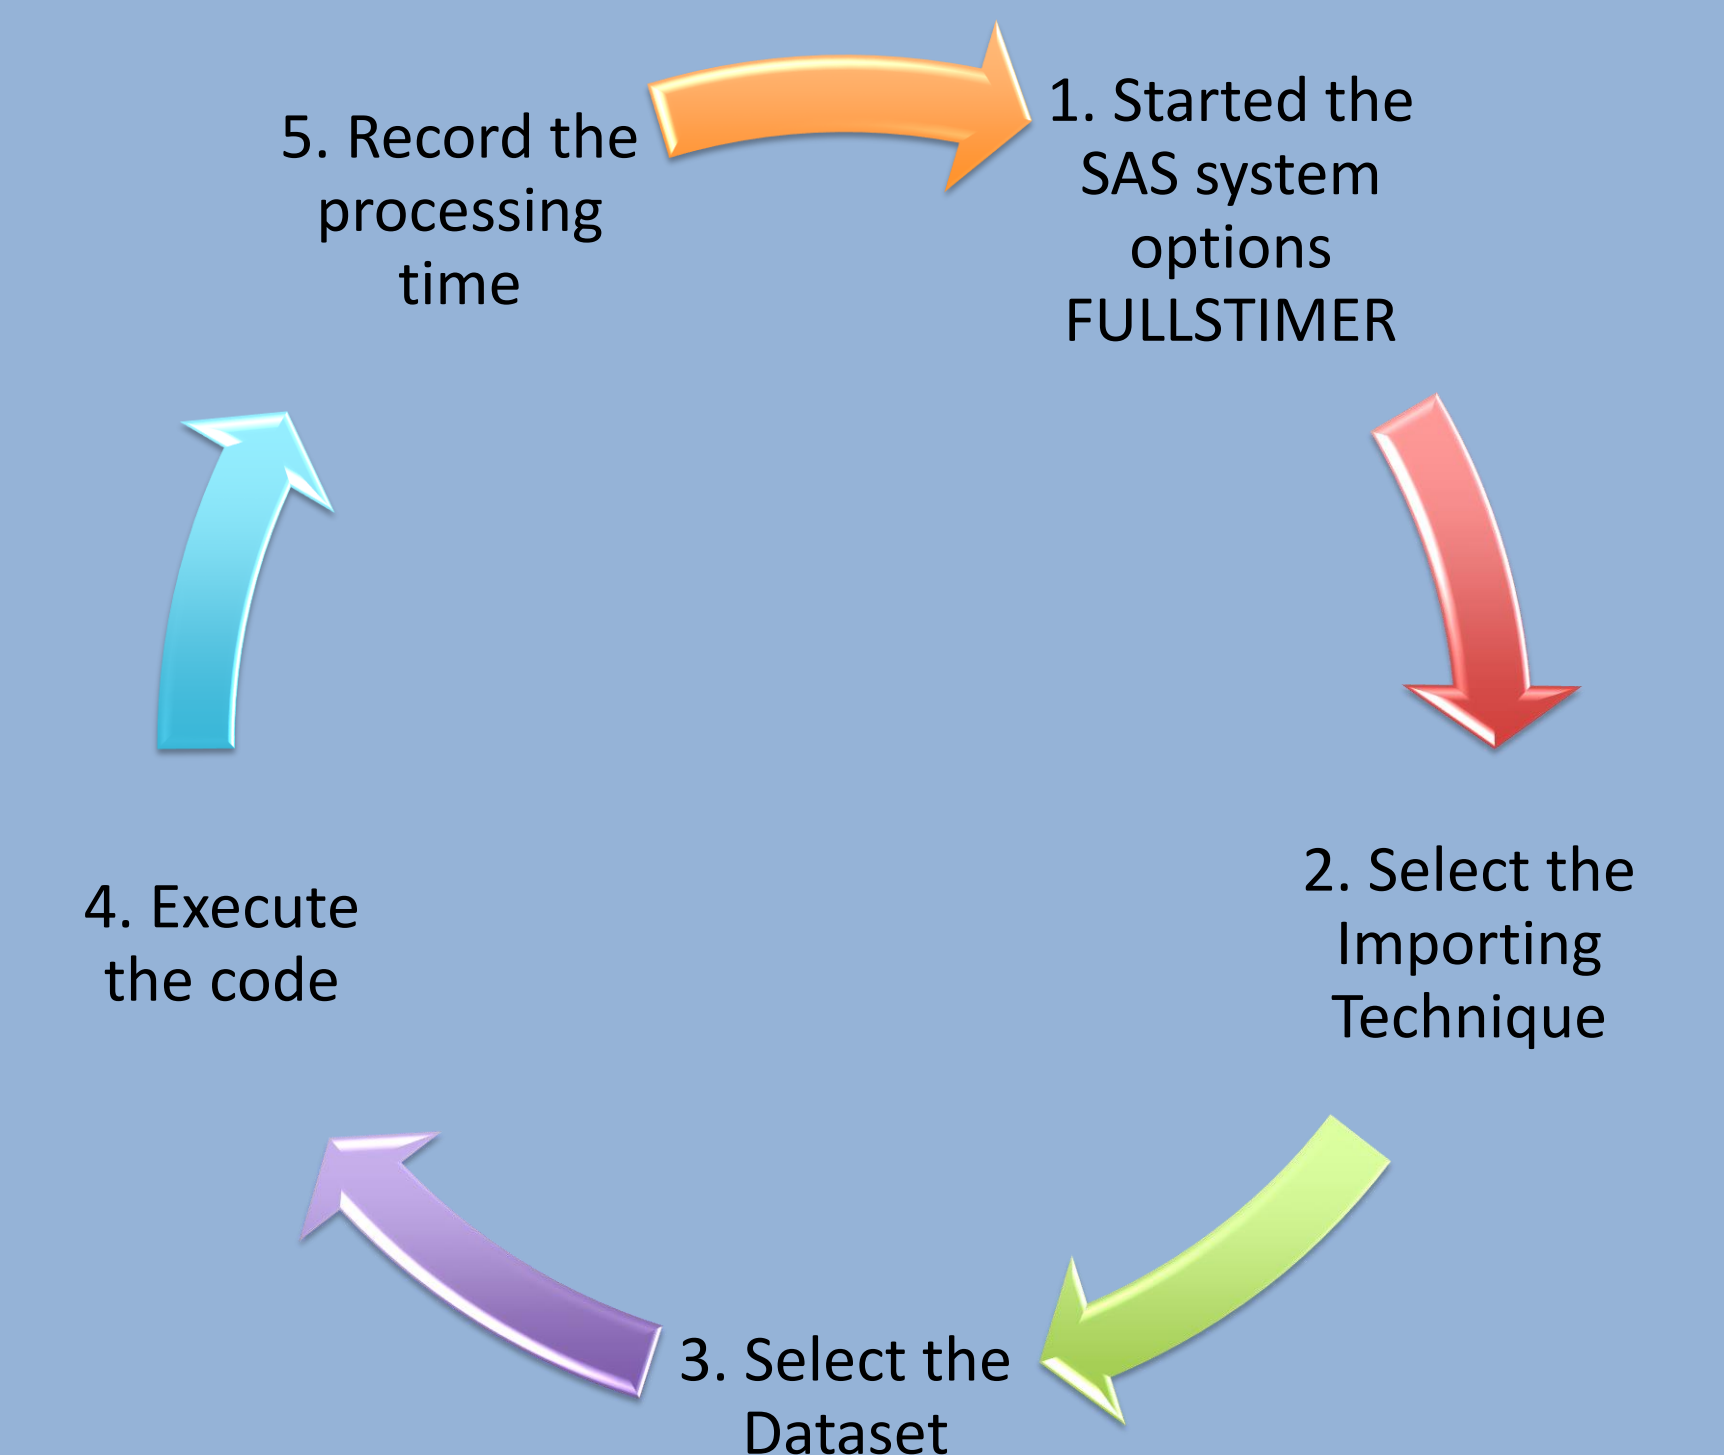 1. Started the
SAS system
options
FULLSTIMER
2. Select the
Importing
Technique
3. Select the
Dataset
4. Execute
the code
5. Record the
processing
time